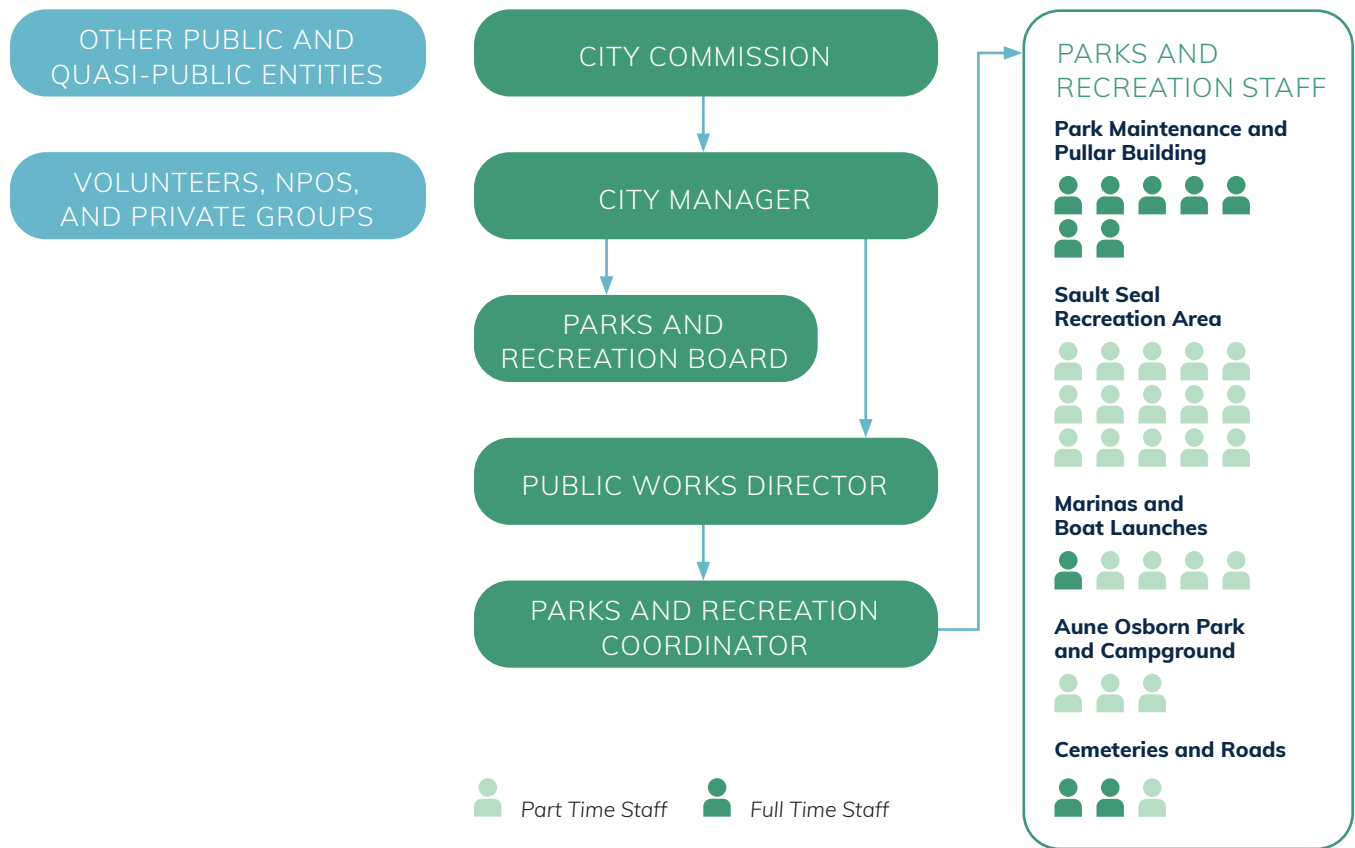 OTHER PUBLIC AND
QUASI-PUBLIC ENTITIES
VOLUNTEERS, NPOS,
AND PRIVATE GROUPS
CITY COMMISSION
CITY MANAGER
PARKS AND
RECREATION BOARD
PUBLIC WORKS DIRECTOR
PARKS AND RECREATION
COORDINATOR
Part Time Staff
Full Time Staff
PARKS AND
RECREATION STAFF
Park Maintenance and
Pullar Building
Sault Seal
Recreation Area
Marinas and
Boat Launches
Aune Osborn Park
and Campground
Cemeteries and Roads